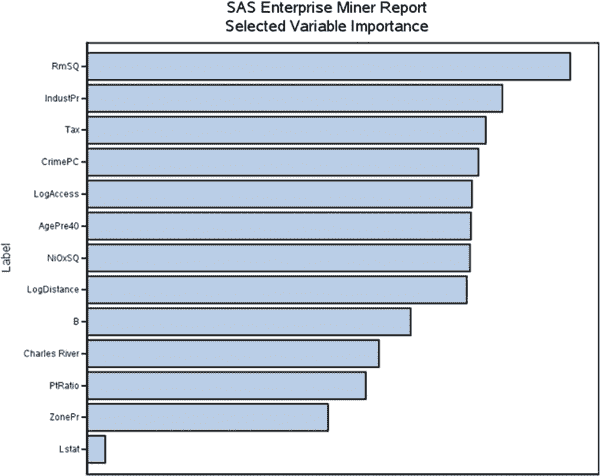 SAS Enterprise Miner Report
Selected Variable Importance
RmSQ
IndustPr
Tax
CrimePC
LogAccess
AgePre40
NiOxSQ
LogDistance
B
Charles River
PtRatio
ZonePr
Lstat
Label